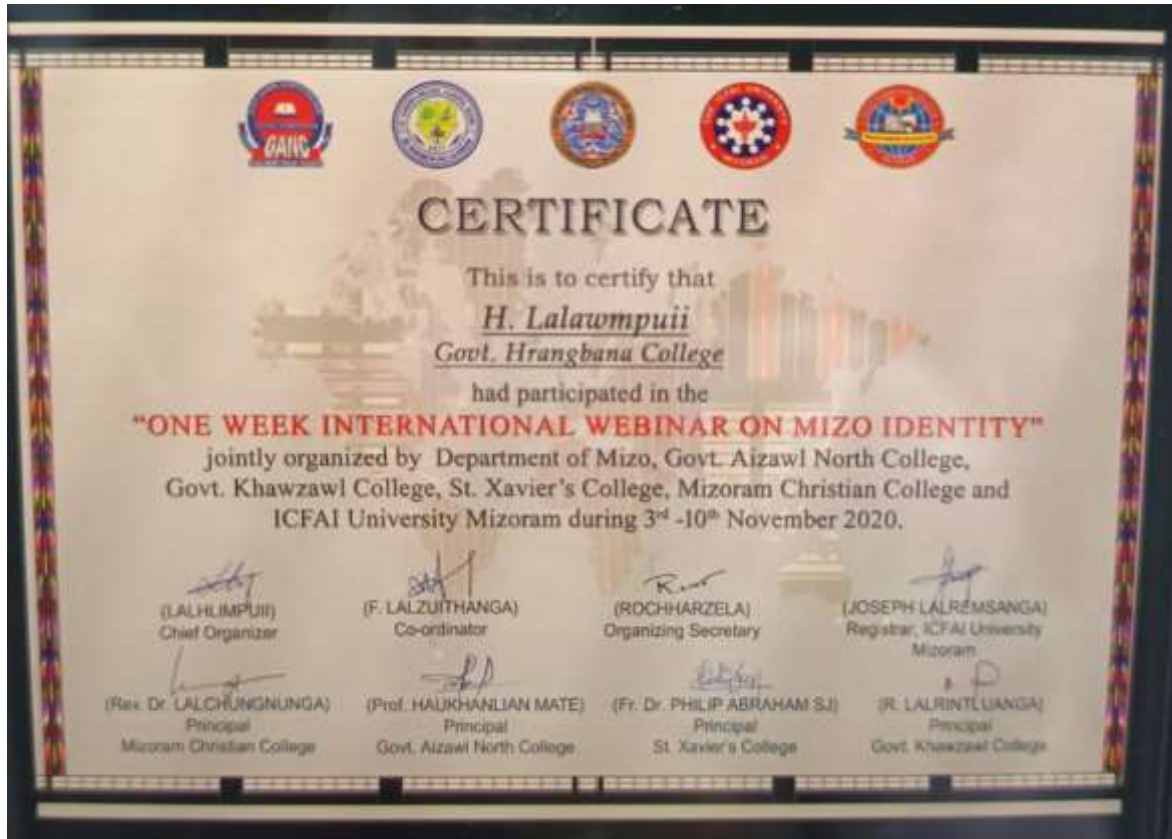 GANC
CERTIFICATE
This is to certify that
H. Lalawmpuii
Govt. Hrangbana College
had participated in the
"ONE WEEK INTERNATIONAL WEBINAR ON MIZO IDENTITY"
jointly organized by Department of Mizo, Govt. Aizawl North College,
Govt. Khawzawl College, St. Xavier's College, Mizoram Christian College and
ICFAI University Mizoram during 3rd -10th November 2020.
(LALHLIMPUII) (F. LALZUITHANGA) (ROCHHARZELA) (JOSEPH LALREMSANGA)
Chief Organizer Co-ordinator Organizing Secretary Registrar, ICFAI University
Mizoram
(Rev. Dr. LALCHUNGNUNGA) (Prof. HAUKHANLIAN MATE) (Fr. Dr. PHILIP ABRAHAM SJ) (R. LALRINTLUANGA)
Principal Principal Principal Principal
Mizoram Christian College Govt. Aizawl North College St. Xavier's College Govt. Khawzawl College